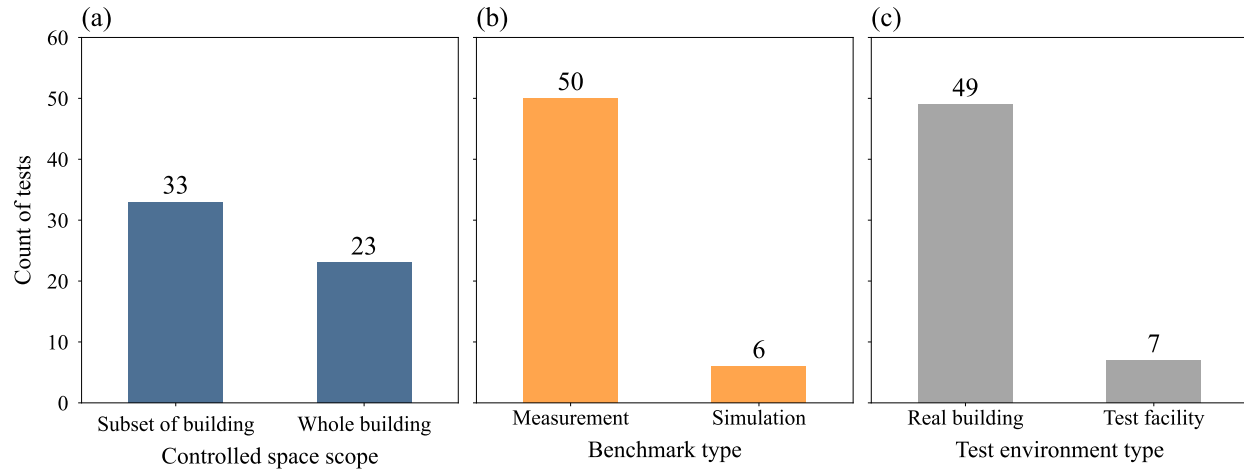 (a)
(b)
(c)
Count of tests
60
50
40
30
20
10
0
33
23
Subset of building
Whole building
Controlled space scope
50
6
Measurement
Simulation
Benchmark type
49
7
Real building
Test facility
Test environment type